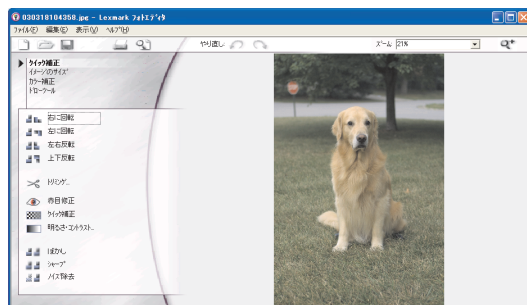 030318104358.jpg - Lexmark フォトエディタ
ファイル(F) 編集(E) 表示(V) ヘルプ(H)
やり直し ズーム 21%
クイック補正
イメージのサイズ
カラー補正
ドローツール
右に回転
左に回転
左右反転
上下反転
トリミング...
赤目修正
クイック補正
明るさ・コントラスト...
ぼかし
シャープ
ノイズ除去